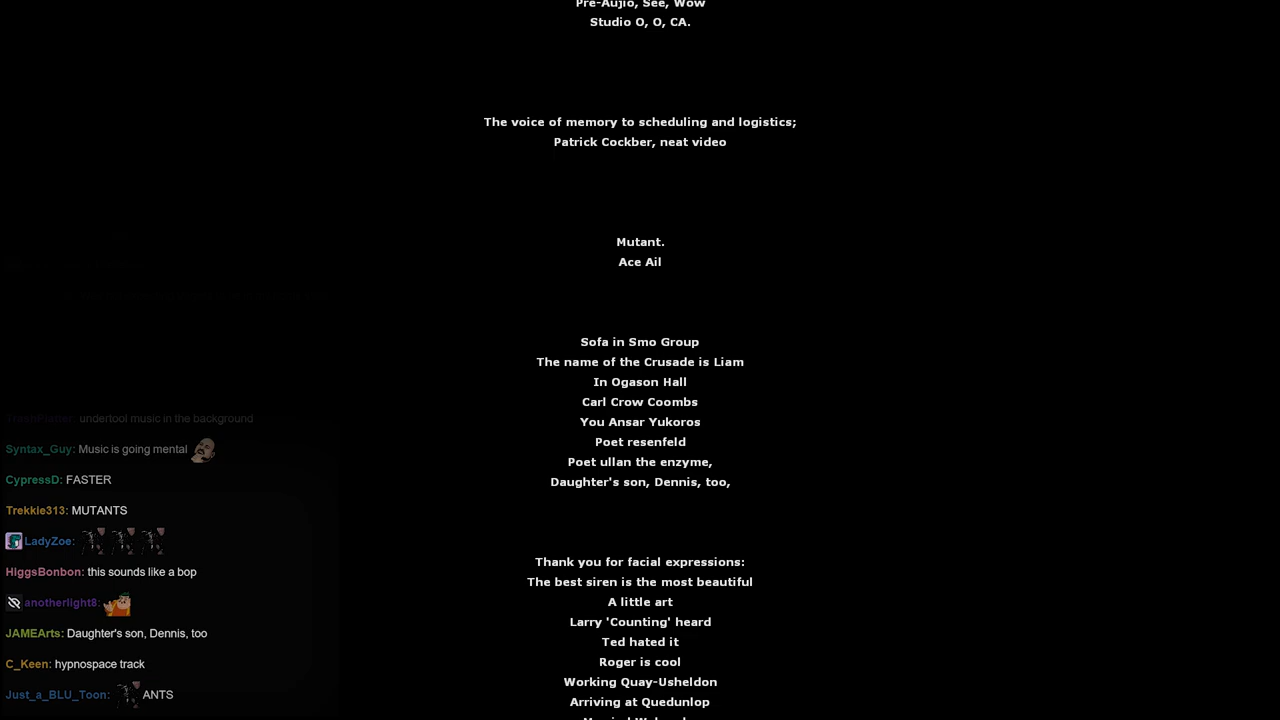 Pre-Aujio, See, Wow
Studio O, O, CA.
The voice of memory to scheduling and logistics;
Patrick Cockber, neat video
Mutant.
Ace Ail
Sofa in Smo Group
The name of the Crusade is Liam
In Ogason Hall
Carl Crow Coombs
You Ansar Yukoros
Poet resenfeld
Poet ullan the enzyme,
Daughter's son, Dennis, too,
Thank you for facial expressions:
The best siren is the most beautiful
A little art
Larry 'Counting' heard
Ted hated it
Roger is cool
Working Quay-Usheldon
Arriving at Quedunlop
undertool music in the background
Syntax_Guy: Music is going mental
CypressD: FASTER
Trekkie313: MUTANTS
LadyZoe:
HiggsBonbon: this sounds like a bop
anotherlight8:
JAMEArts: Daughter's son, Dennis, too
C_Keen: hypnospace track
Just_a_BLU_Toon: ANTS